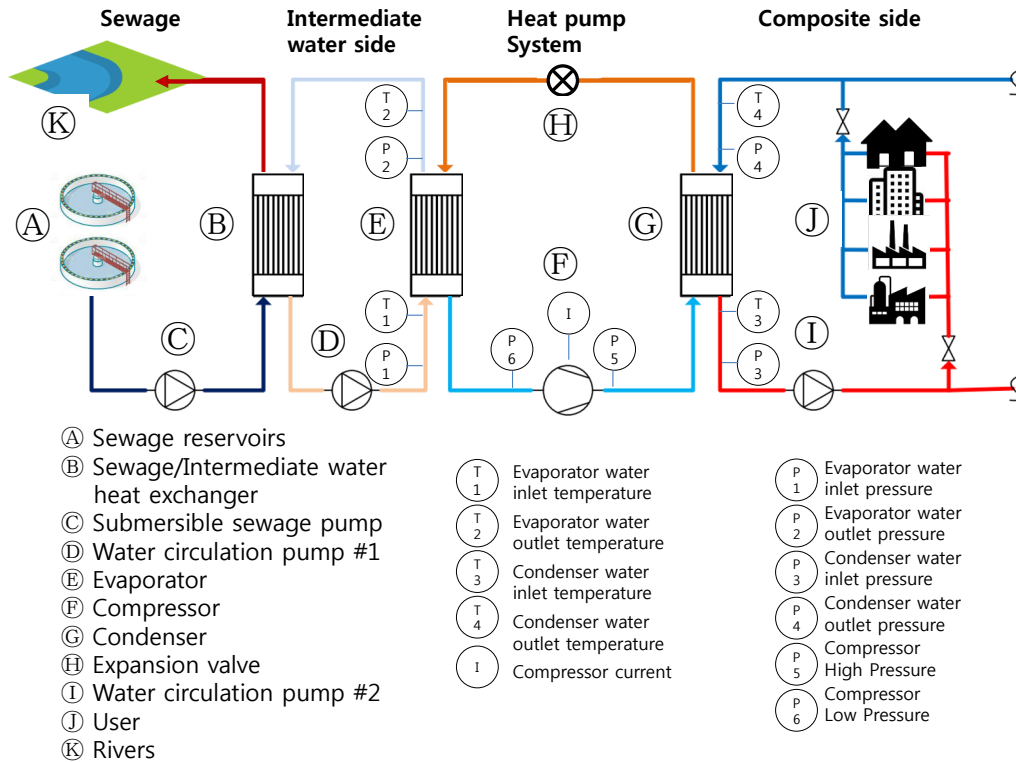 Sewage
Intermediate
water side
Heat pump
System
Composite side
Ⓚ
T
2
P
2
Ⓗ
T
4
P
4
Ⓐ
Ⓑ
Ⓔ
Ⓖ
Ⓙ
Ⓕ
T
1
P
1
Ⓒ
Ⓓ
P
6
I
P
5
T
3
P
3
Ⓘ
Ⓐ Sewage reservoirs
Ⓑ Sewage/Intermediate water
heat exchanger
Ⓒ Submersible sewage pump
Ⓓ Water circulation pump #1
Ⓔ Evaporator
Ⓕ Compressor
Ⓖ Condenser
Ⓗ Expansion valve
Ⓘ Water circulation pump #2
Ⓙ User
Ⓚ Rivers
T
1
Evaporator water
inlet temperature
T
2
Evaporator water
outlet temperature
T
3
Condenser water
inlet temperature
T
4
Condenser water
outlet temperature
I
Compressor current
P
1
Evaporator water
inlet pressure
P
2
Evaporator water
outlet pressure
P
3
Condenser water
inlet pressure
P
4
Condenser water
outlet pressure
P
5
Compressor
High Pressure
P
6
Compressor
Low Pressure